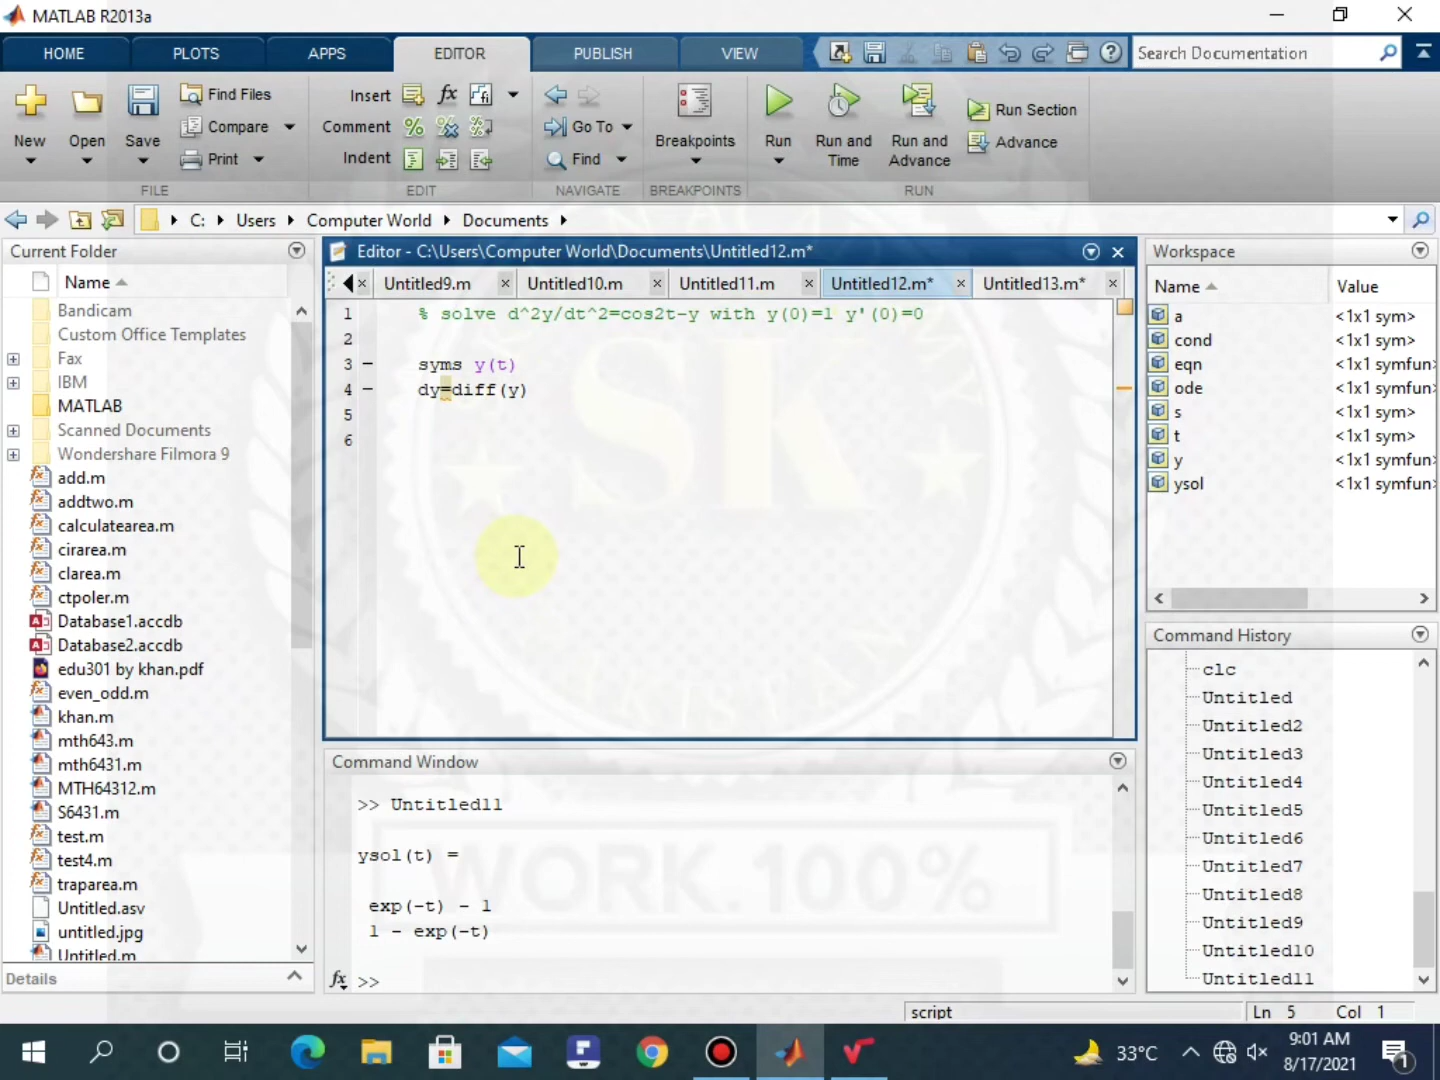 MATLAB R2013a
HOME
PLOTS
APPS
EDITOR
PUBLISH
VIEW
Search Documentation
New
Open
Save
Find Files
Compare
Print
FILE
Insert
Comment
Indent
EDIT
Go To
Find
NAVIGATE
Breakpoints
BREAKPOINTS
Run
Run and Time
Run and Advance
Run Section
Advance
RUN
C:
Users
Computer World
Documents
Current Folder
Name
Bandicam
Custom Office Templates
Fax
IBM
MATLAB
Scanned Documents
Wondershare Filmora 9
add.m
addtwo.m
calculatearea.m
cirarea.m
clarea.m
ctpoler.m
Database1.accdb
Database2.accdb
edu301 by khan.pdf
even_odd.m
khan.m
mth643.m
mth6431.m
MTH64312.m
S6431.m
test.m
test4.m
traparea.m
Untitled.asv
untitled.jpg
Untitled.m
Details
Editor - C:\Users\Computer World\Documents\Untitled12.m*
Untitled9.m
Untitled10.m
Untitled11.m
Untitled12.m*
Untitled13.m*
1 % solve d^2y/dt^2=cos2t-y with y(0)=1 y'(0)=0
2
3 – syms y(t)
4 – dy=diff(y)
5
6
SK
Command Window
>> Untitled11
ysol(t) =
exp(-t) - 1
1 - exp(-t)
fx >>
WORK.100%
Workspace
Name Value
a <1x1 sym>
cond <1x1 sym>
eqn <1x1 symfun>
ode <1x1 symfun>
s <1x1 sym>
t <1x1 sym>
y <1x1 symfun>
ysol <1x1 symfun>
Command History
clc
Untitled
Untitled2
Untitled3
Untitled4
Untitled5
Untitled6
Untitled7
Untitled8
Untitled9
Untitled10
Untitled11
script
Ln 5 Col 1
33°C
9:01 AM
8/17/2021
1